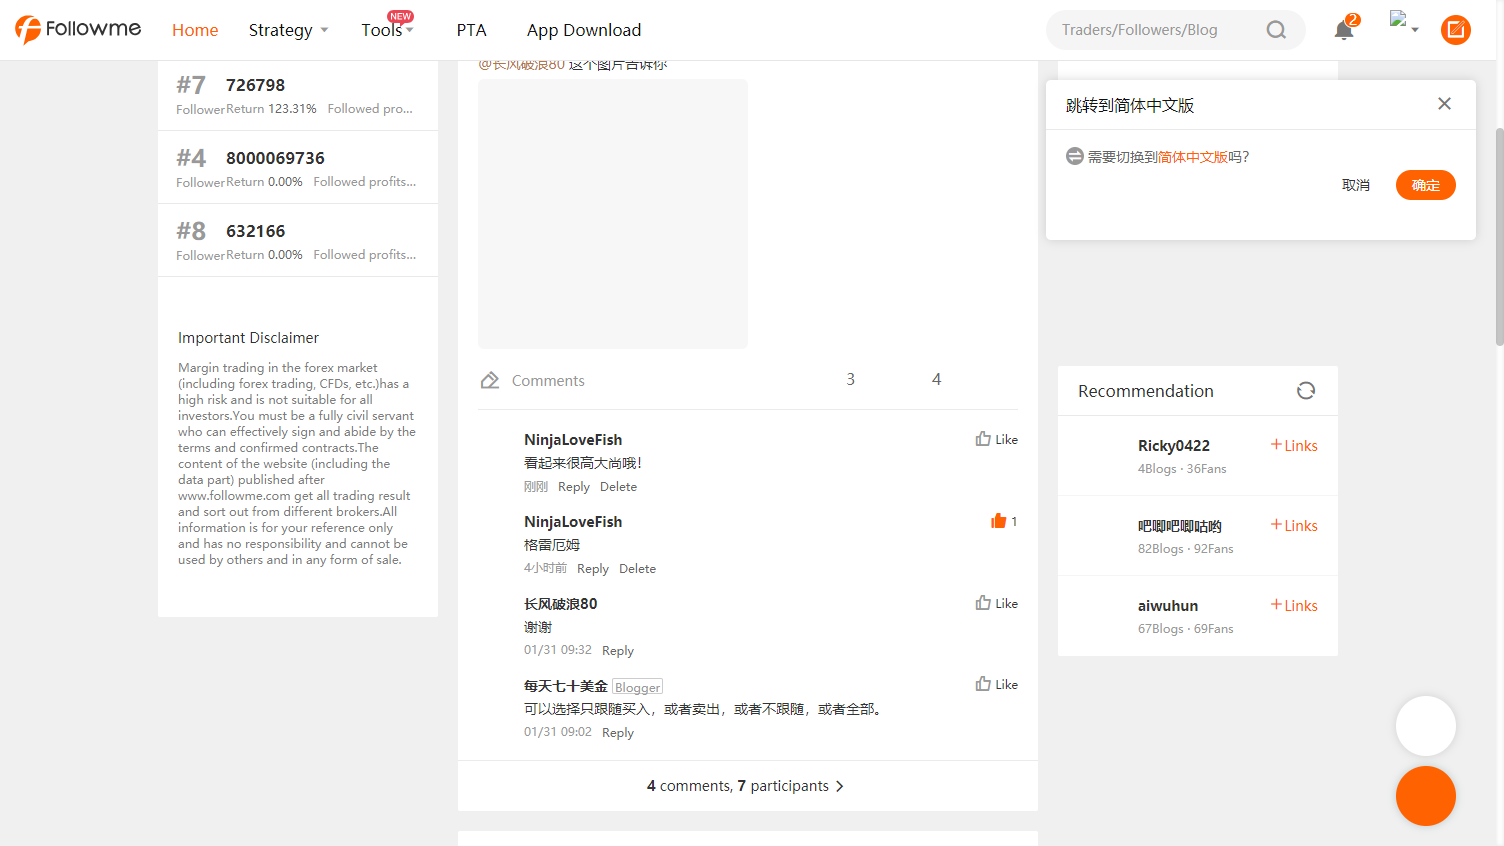 Followme
Home
Strategy
Tools
NEW
PTA
App Download
Traders/Followers/Blog
2
#7
726798
Follower
Return 123.31%
Followed pro...
#4
8000069736
Follower
Return 0.00%
Followed profits...
#8
632166
Follower
Return 0.00%
Followed profits...
Important Disclaimer
Margin trading in the forex market
(including forex trading, CFDs, etc.)has a
high risk and is not suitable for all
investors.You must be a fully civil servant
who can effectively sign and abide by the
terms and confirmed contracts.The
content of the website (including the
data part) published after
www.followme.com get all trading result
and sort out from different brokers.All
information is for your reference only
and has no responsibility and cannot be
used by others and in any form of sale.
@长风破浪80 这个图片告诉你
Comments
3
4
NinjaLoveFish
Like
看起来很高大尚哦！
刚刚 Reply Delete
NinjaLoveFish
1
格雷厄姆
4小时前 Reply Delete
长风破浪80
Like
谢谢
01/31 09:32 Reply
每天七十美金 Blogger
Like
可以选择只跟随买入，或者卖出，或者不跟随，或者全部。
01/31 09:02 Reply
4 comments, 7 participants
跳转到简体中文版
需要切换到简体中文版吗？
取消
确定
Recommendation
Ricky0422
+Links
4Blogs · 36Fans
吧唧吧唧咕哟
+Links
82Blogs · 92Fans
aiwuhun
+Links
67Blogs · 69Fans